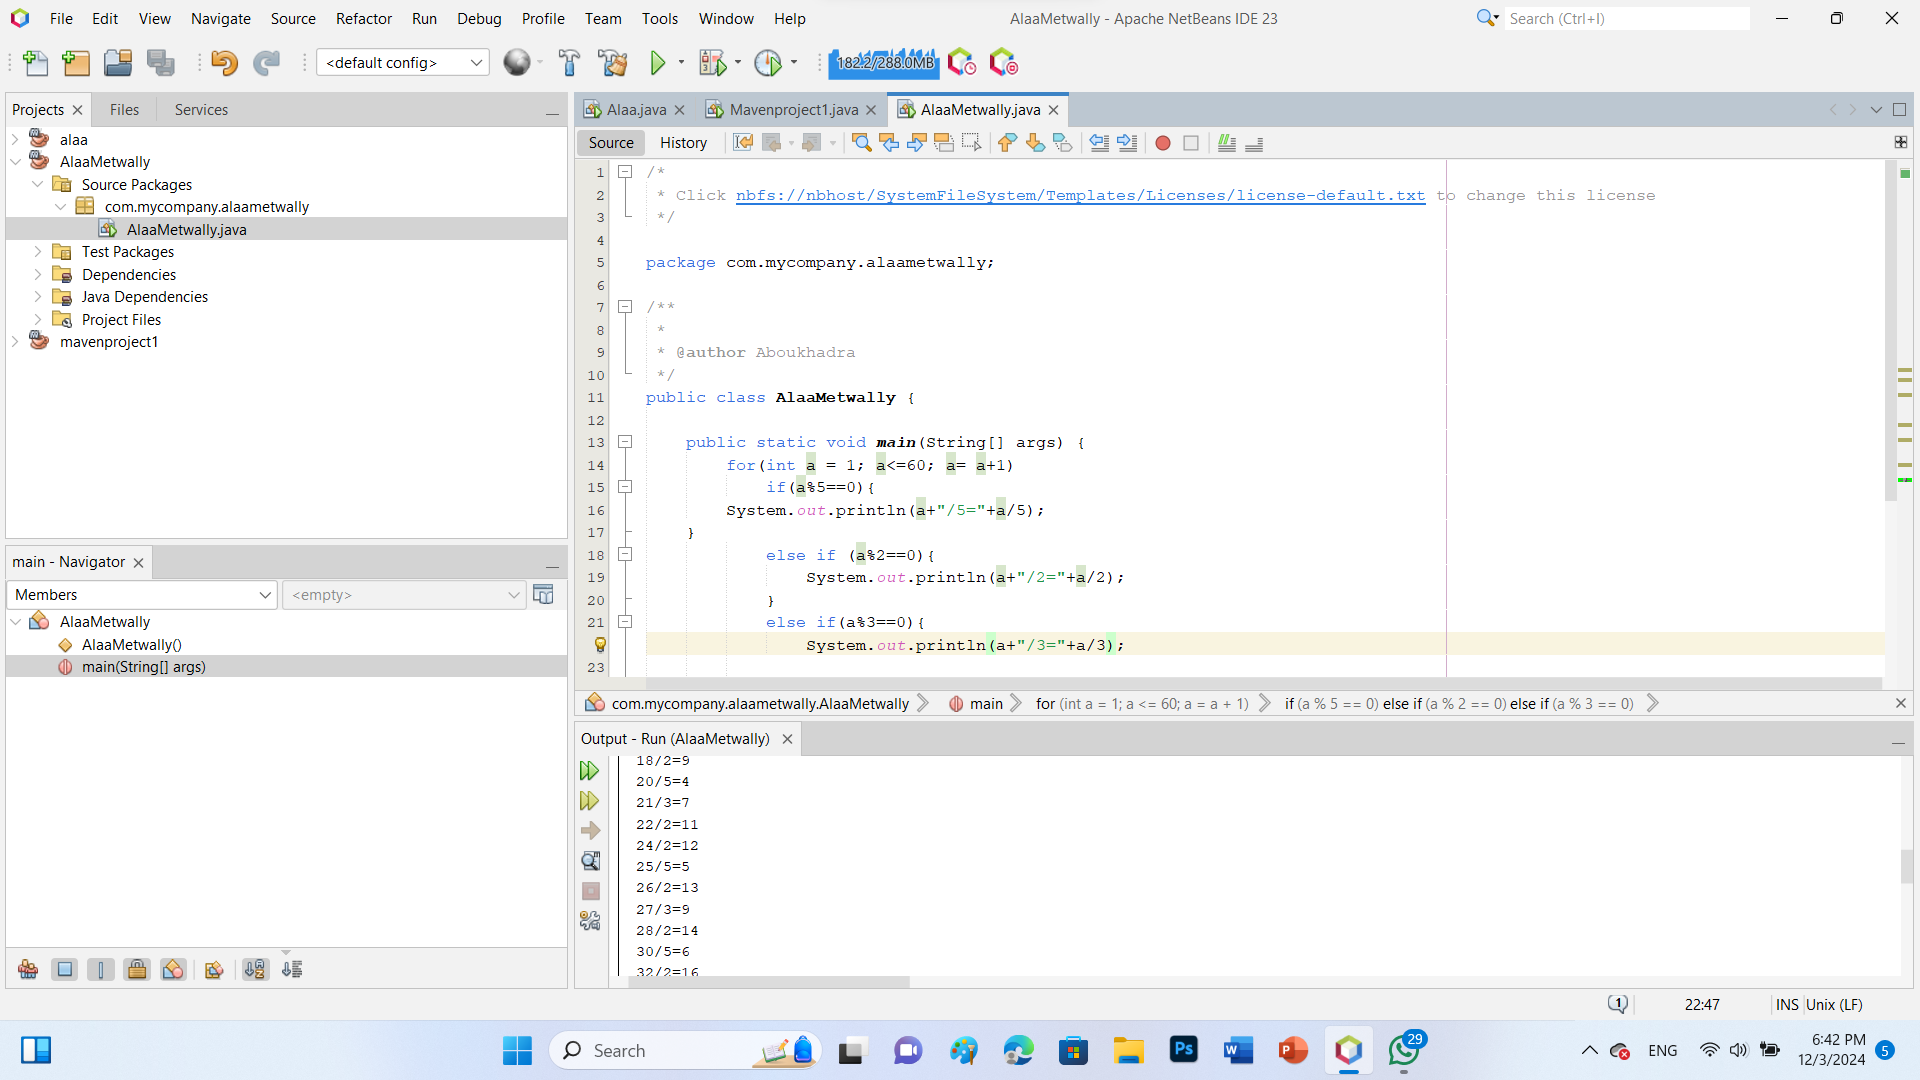 File Edit View Navigate Source Refactor Run Debug Profile Team Tools Window Help
AlaaMetwally - Apache NetBeans IDE 23
Search (Ctrl+I)
<default config>
182.2/288.0MB
Projects Files Services
alaa
AlaaMetwally
Source Packages
com.mycompany.alaametwally
AlaaMetwally.java
Test Packages
Dependencies
Java Dependencies
Project Files
mavenproject1
main - Navigator
Members <empty>
AlaaMetwally
AlaaMetwally()
main(String[] args)
Alaa.java Mavenproject1.java AlaaMetwally.java
Source History
1 /*
2 * Click nbfs://nbhost/SystemFileSystem/Templates/Licenses/license-default.txt to change this license
3 */
4
5 package com.mycompany.alaametwally;
6
7 /**
8 *
9 * @author Aboukhadra
10 */
11 public class AlaaMetwally {
12
13 public static void main(String[] args) {
14 for(int a = 1; a<=60; a= a+1)
15 if(a%5==0){
16 System.out.println(a+"/5="+a/5);
17 }
18 else if (a%2==0){
19 System.out.println(a+"/2="+a/2);
20 }
21 else if(a%3==0){
System.out.println(a+"/3="+a/3);
23
com.mycompany.alaametwally.AlaaMetwally main for (int a = 1; a <= 60; a = a + 1) if (a % 5 == 0) else if (a % 2 == 0) else if (a % 3 == 0)
Output - Run (AlaaMetwally)
18/2=9
20/5=4
21/3=7
22/2=11
24/2=12
25/5=5
26/2=13
27/3=9
28/2=14
30/5=6
32/2=16
1 22:47 INS Unix (LF)
Search
Ps
W
P
29
ENG
6:42 PM
12/3/2024
5